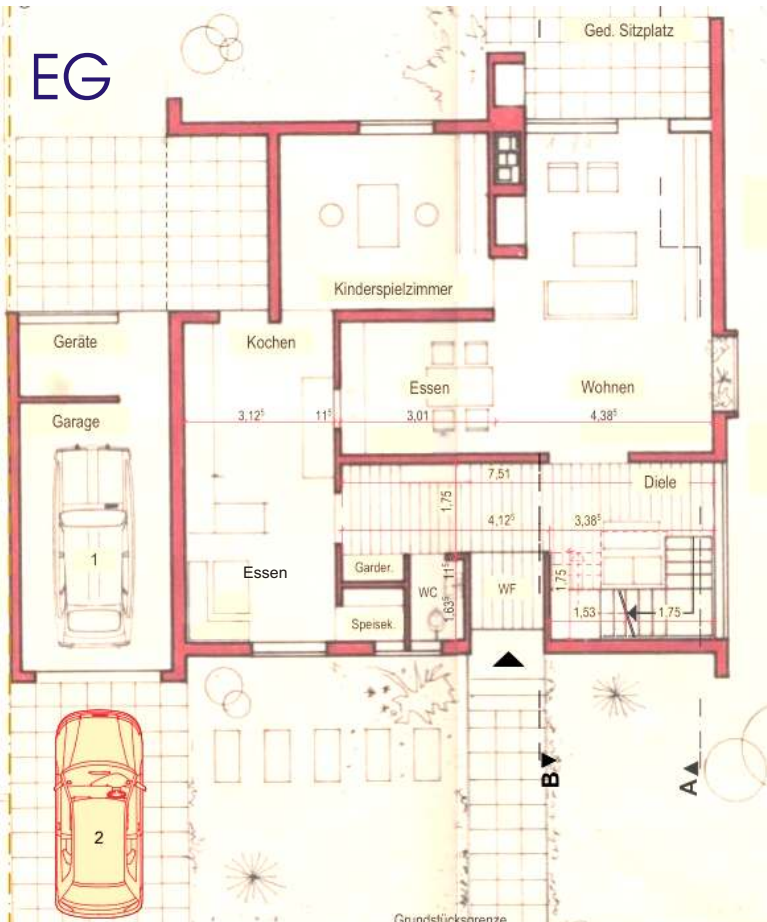 Ged. Sitzplatz
EG
Kinderspielzimmer
Geräte
Kochen
Essen
Wohnen
Garage
3,12⁵
11⁵
3,01
4,38⁵
7,51
Diele
1,75
4,12⁵
3,38⁵
1
Essen
Garder.
WC
11⁵
WF
1,75
1,63⁵
Speisek.
1,53
1.75
B
A
2
Grundstücksgrenze